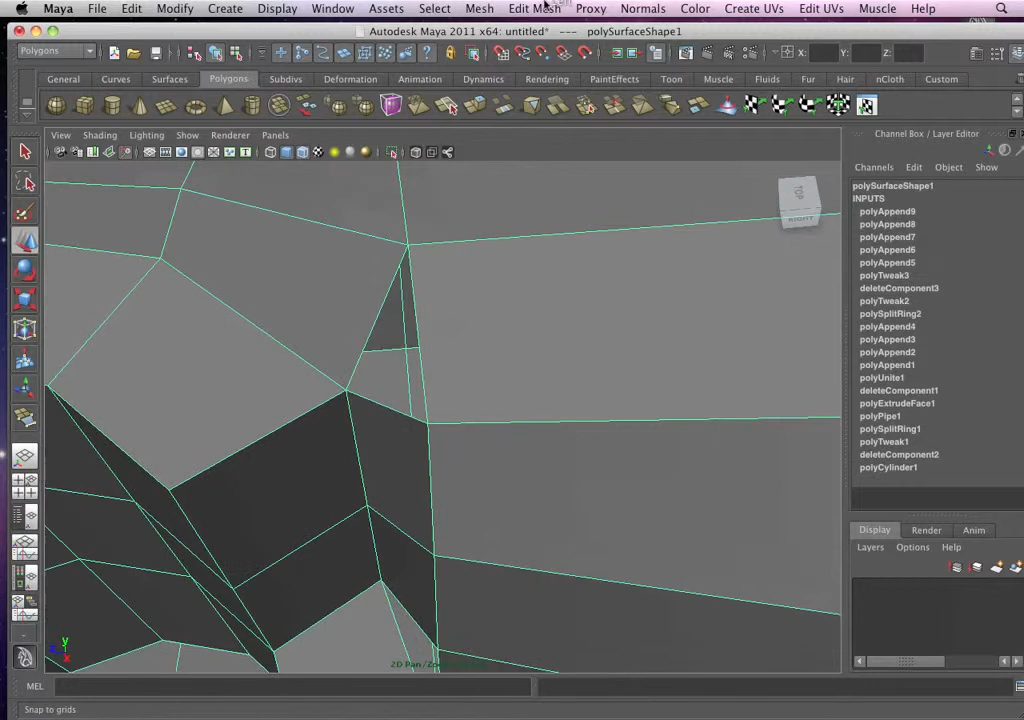 Maya File Edit Modify Create Display Window Assets Select Mesh Edit Mesh Proxy Normals Color Create UVs Edit UVs Muscle Help
Autodesk Maya 2011 x64: untitled* --- polySurfaceShape1
Polygons X: Y: Z:
General Curves Surfaces Polygons Subdivs Deformation Animation Dynamics Rendering PaintEffects Toon Muscle Fluids Fur Hair nCloth Custom
View Shading Lighting Show Renderer Panels
Channel Box / Layer Editor
Channels Edit Object Show
polySurfaceShape1
INPUTS
polyAppend9
polyAppend8
polyAppend7
polyAppend6
polyAppend5
polyTweak3
deleteComponent3
polyTweak2
polySplitRing2
polyAppend4
polyAppend3
polyAppend2
polyAppend1
polyUnite1
deleteComponent1
polyExtrudeFace1
polyPipe1
polySplitRing1
polyTweak1
deleteComponent2
polyCylinder1
TOP
RIGHT
Display Render Anim
Layers Options Help
y
z
x
MEL
Snap to grids